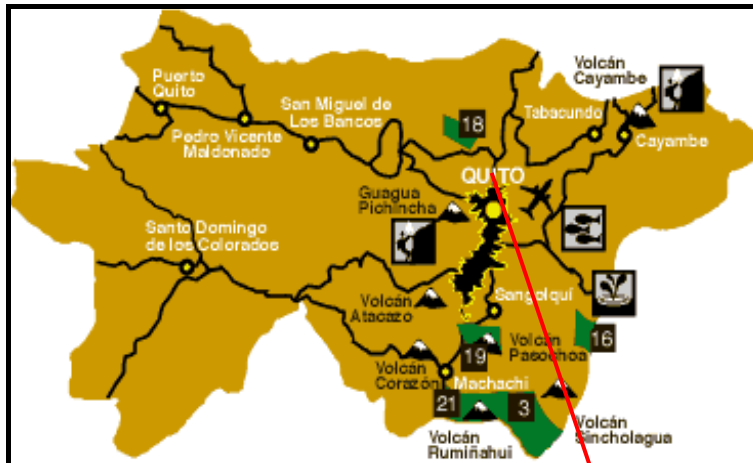 Volcán
Cayambe
Puerto
Quito
San Miguel de
Los Bancos
Tabacundo
18
Pedro Vicente
Maldonado
Cayambe
QUITO
Guagua
Pichincha
Santo Domingo
de los Colorados
Volcán
Atacazo
Sangolquí
Volcán
Pasochoa
16
19
Volcán
Corazón
Machachi
21
3
Volcán
Rumiñahui
Volcán
Sincholagua